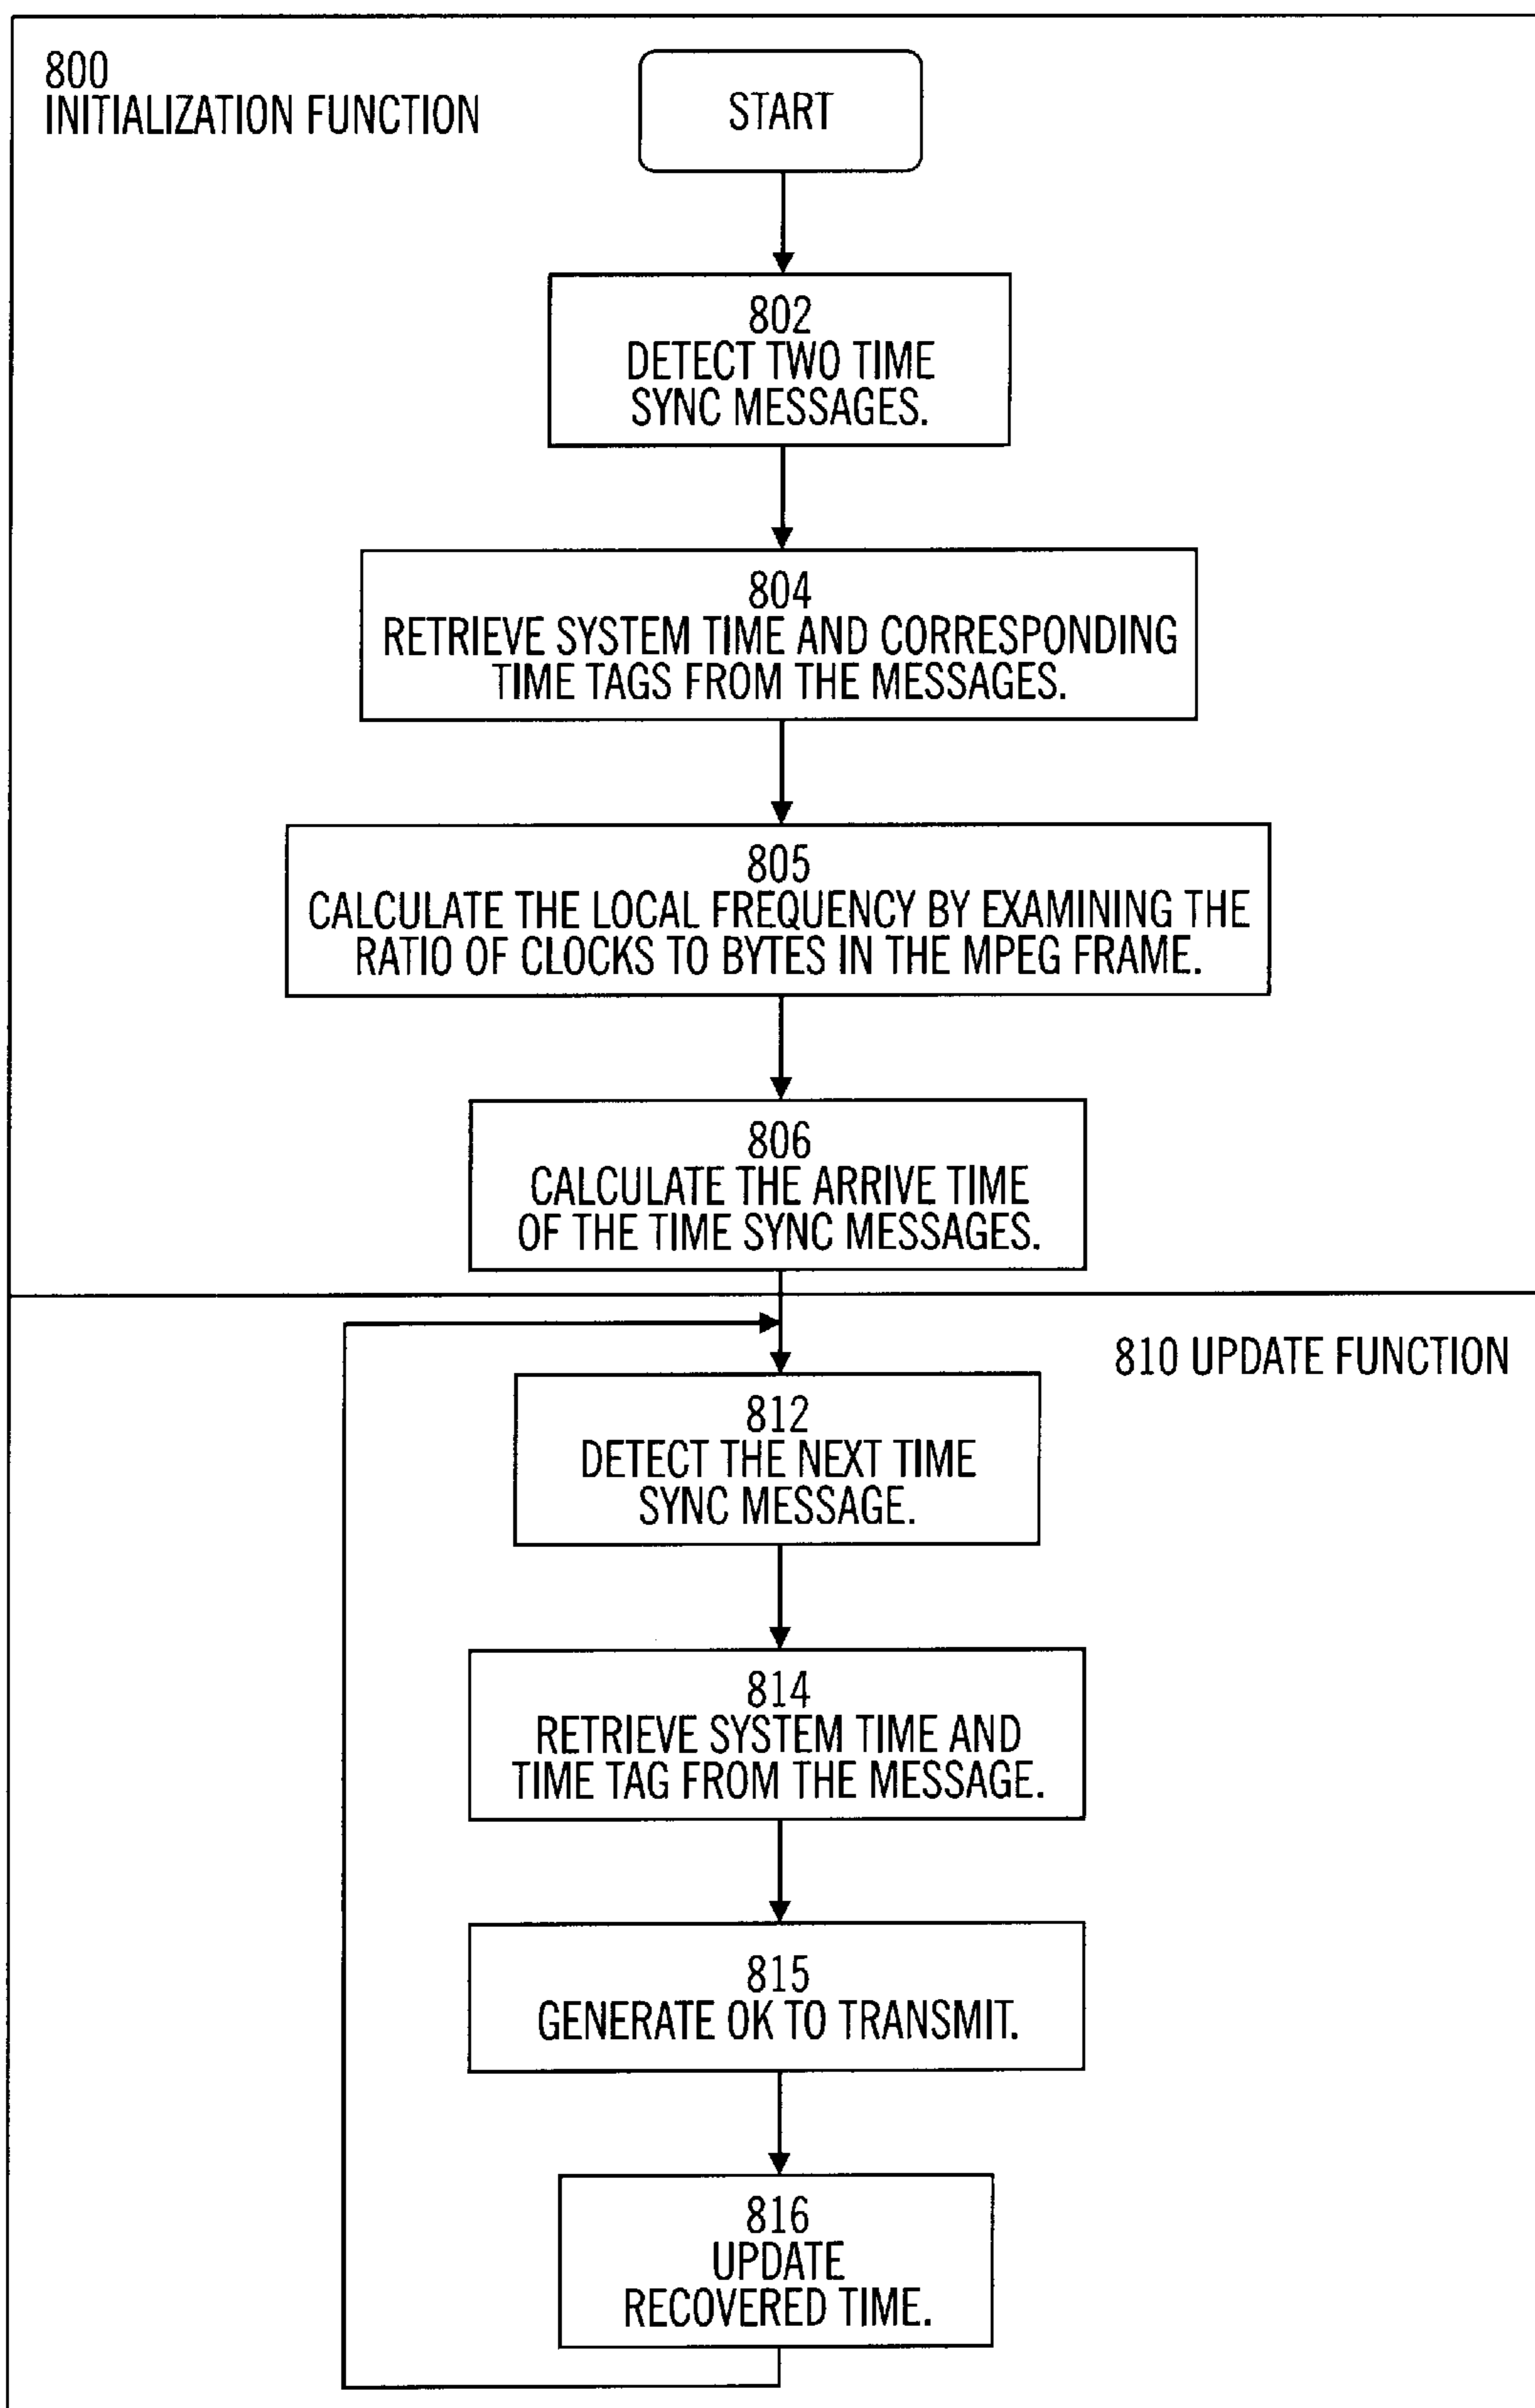 800
INITIALIZATION FUNCTION
START
802
DETECT TWO TIME
SYNC MESSAGES.
804
RETRIEVE SYSTEM TIME AND CORRESPONDING
TIME TAGS FROM THE MESSAGES.
805
CALCULATE THE LOCAL FREQUENCY BY EXAMINING THE
RATIO OF CLOCKS TO BYTES IN THE MPEG FRAME.
806
CALCULATE THE ARRIVE TIME
OF THE TIME SYNC MESSAGES.
810 UPDATE FUNCTION
812
DETECT THE NEXT TIME
SYNC MESSAGE.
814
RETRIEVE SYSTEM TIME AND
TIME TAG FROM THE MESSAGE.
815
GENERATE OK TO TRANSMIT.
816
UPDATE
RECOVERED TIME.